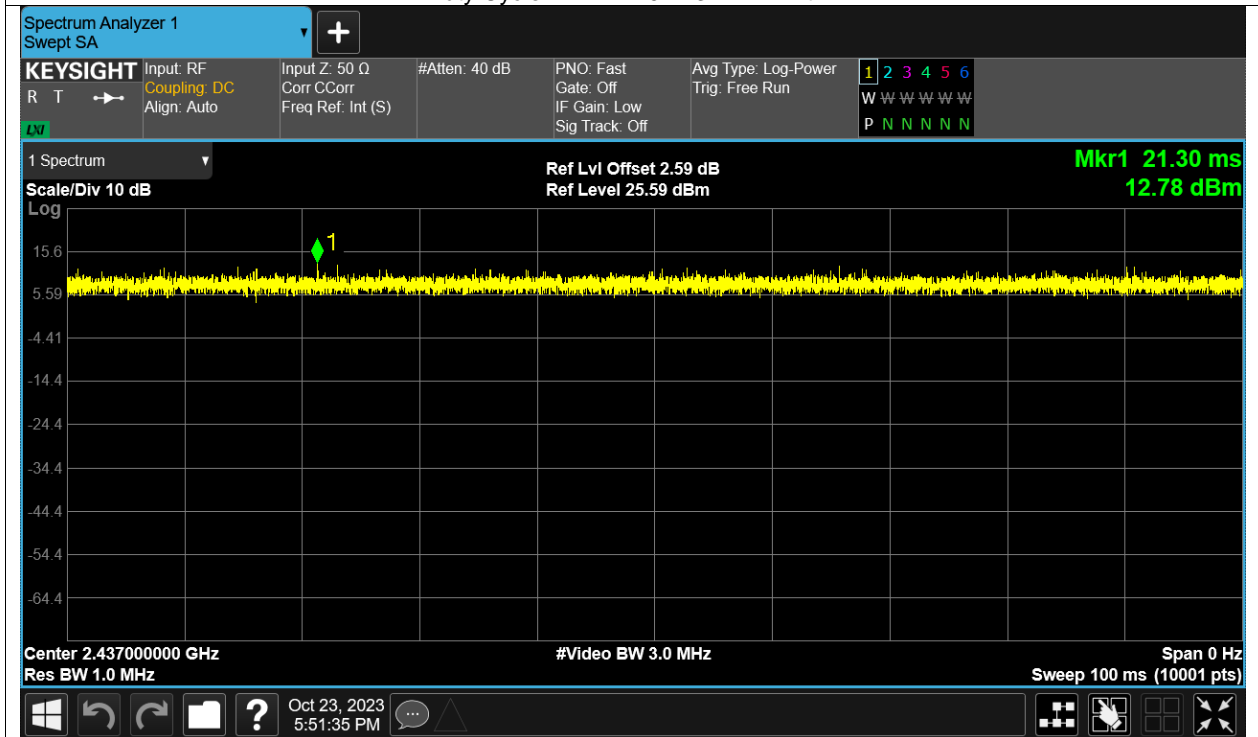 Spectrum Analyzer 1
Swept SA
KEYSIGHT
R T
LXI
Input: RF
Coupling: DC
Align: Auto
Input Z: 50 Ω
Corr CCorr
Freq Ref: Int (S)
#Atten: 40 dB
PNO: Fast
Gate: Off
IF Gain: Low
Sig Track: Off
Avg Type: Log-Power
Trig: Free Run
1 2 3 4 5 6
W W W W W W
P N N N N N
1 Spectrum
Scale/Div 10 dB
Log
Ref Lvl Offset 2.59 dB
Ref Level 25.59 dBm
Mkr1 21.30 ms
12.78 dBm
1
15.6
5.59
-4.41
-14.4
-24.4
-34.4
-44.4
-54.4
-64.4
Center 2.437000000 GHz
Res BW 1.0 MHz
#Video BW 3.0 MHz
Span 0 Hz
Sweep 100 ms (10001 pts)
?
Oct 23, 2023
5:51:35 PM